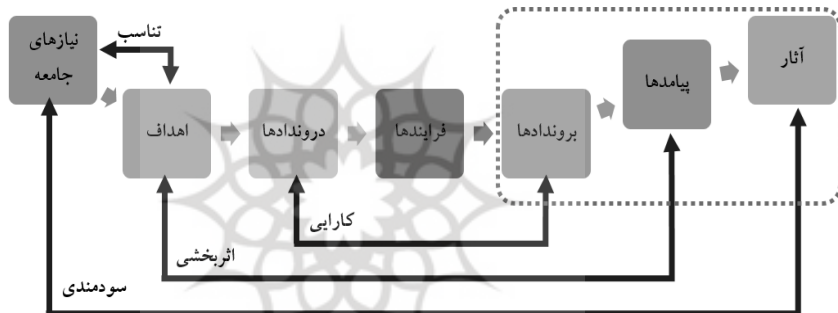 نیازهای
جامعه
تناسب
اهداف
دروندادها
فرایندها
بروندادها
پیامدها
آثار
کارایی
اثربخشی
سودمندی